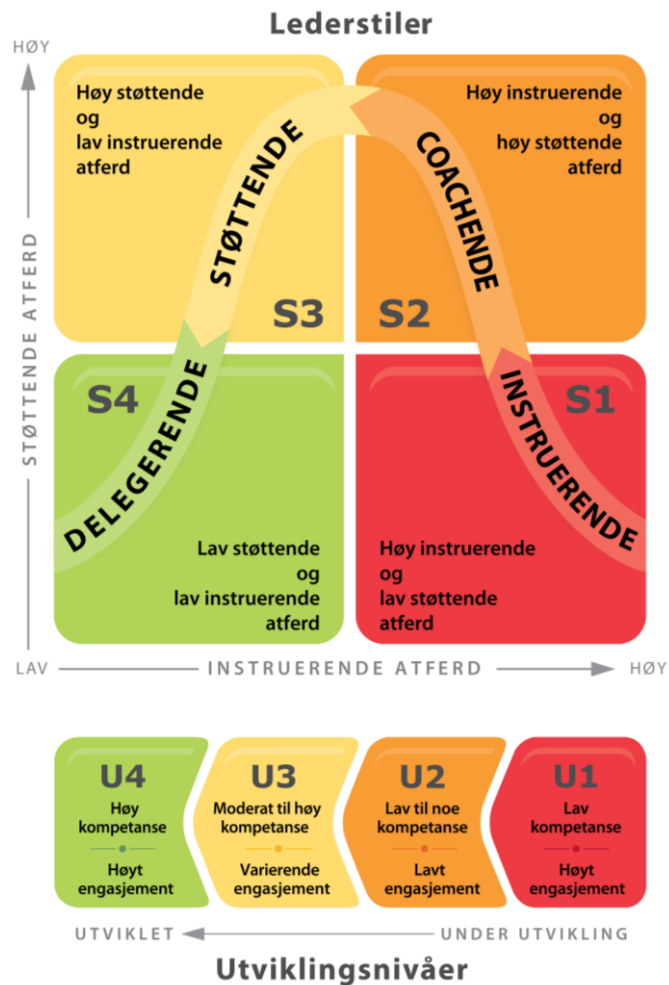 Lederstiler
HØY
Høy støttende
og
lav instruerende
atferd
Høy instruerende
og
høy støttende
atferd
STØTTENDE
COACHENDE
S3
S2
STØTTENDE ATFERD
S4
S1
DELEGERENDE
INSTRUERENDE
Lav støttende
og
lav instruerende
atferd
Høy instruerende
og
lav støttende
atferd
LAV
INSTRUERENDE ATFERD
HØY
U4
Høy
kompetanse
Høyt
engasjement
U3
Moderat til høy
kompetanse
Varierende
engasjement
U2
Lav til noe
kompetanse
Lavt
engasjement
U1
Lav
kompetanse
Høyt
engasjement
UTVIKLET
UNDER UTVIKLING
Utviklingsnivåer